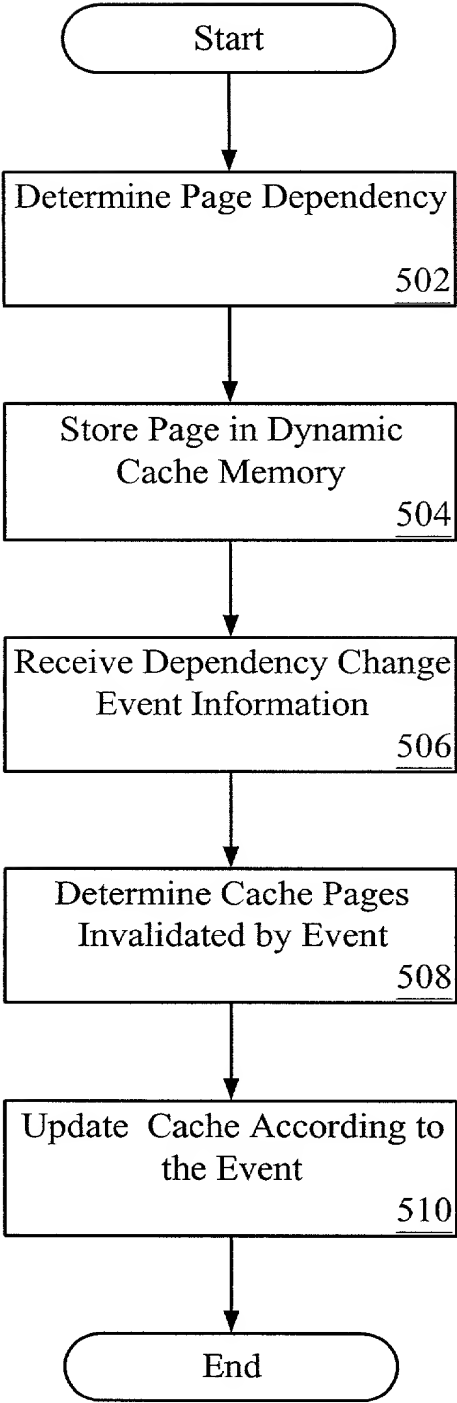 Start
Determine Page Dependency
502
Store Page in Dynamic
Cache Memory
504
Receive Dependency Change
Event Information
506
Determine Cache Pages
Invalidated by Event
508
Update Cache According to
the Event
510
End